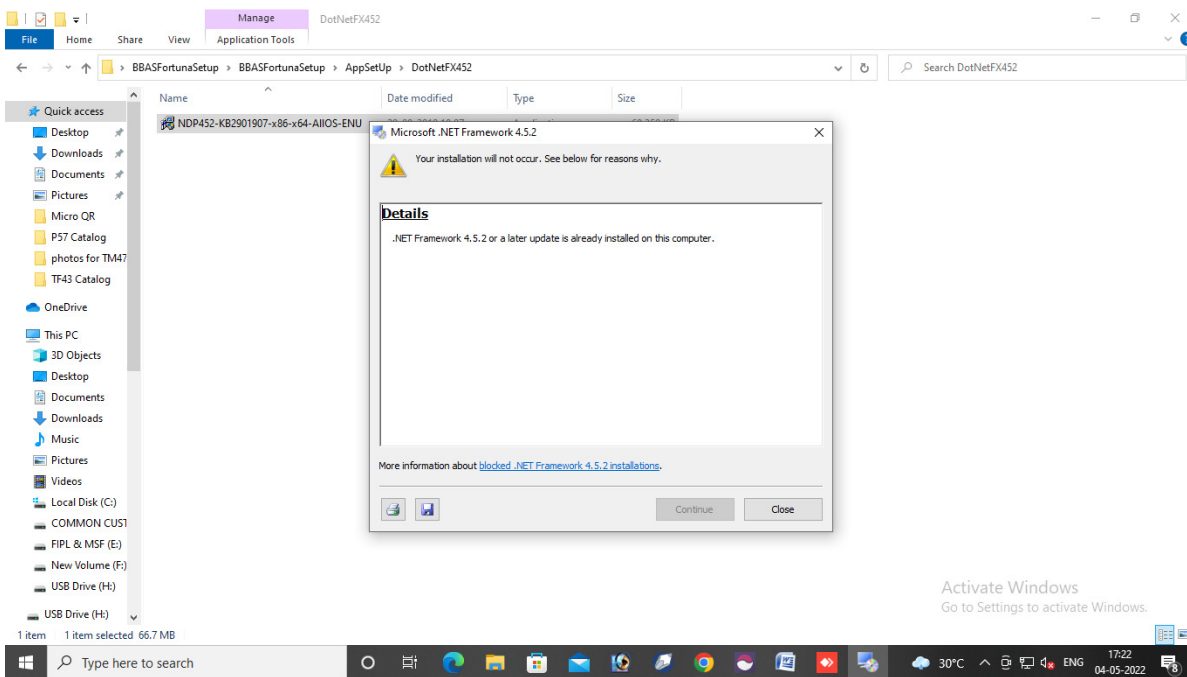 Manage
DotNetFX452
File
Home
Share
View
Application Tools
BBASFortunaSetup
BBASFortunaSetup
AppSetUp
DotNetFX452
Search DotNetFX452
Name
Date modified
Type
Size
Quick access
Desktop
Downloads
Documents
Pictures
Micro QR
P57 Catalog
photos for TM47
TF43 Catalog
OneDrive
This PC
3D Objects
Desktop
Documents
Downloads
Music
Pictures
Videos
Local Disk (C:)
COMMON CUST
FIPL & MSF (E:)
New Volume (F:)
USB Drive (H:)
USB Drive (H:)
NDP452-KB2901907-x86-x64-AllOS-ENU
Microsoft .NET Framework 4.5.2
Your installation will not occur. See below for reasons why.
Details
.NET Framework 4.5.2 or a later update is already installed on this computer.
More information about blocked .NET Framework 4.5.2 installations.
Continue
Close
Activate Windows
Go to Settings to activate Windows.
1 item
1 item selected 66.7 MB
Type here to search
30°C
ENG
17:22
04-05-2022
8